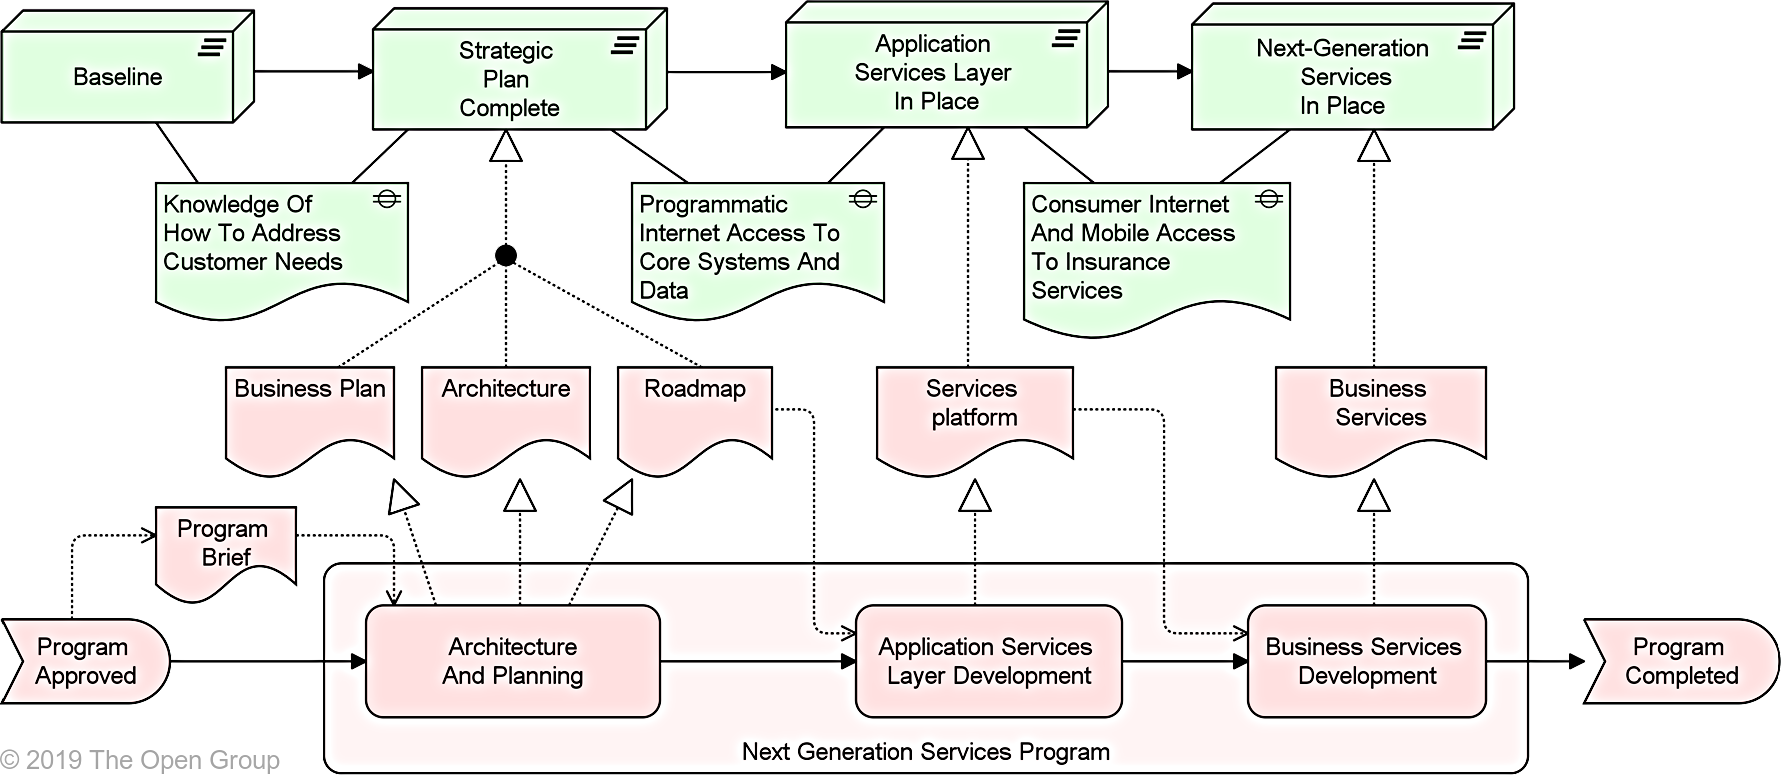 Baseline
Strategic
Plan
Complete
Application
Services Layer
In Place
Next-Generation
Services
In Place
Knowledge Of
How To Address
Customer Needs
Programmatic
Internet Access To
Core Systems And
Data
Consumer Internet
And Mobile Access
To Insurance
Services
Business Plan
Architecture
Roadmap
Services
platform
Business
Services
Program
Brief
Program
Approved
Architecture
And Planning
Application Services
Layer Development
Business Services
Development
Program
Completed
Next Generation Services Program
© 2019 The Open Group